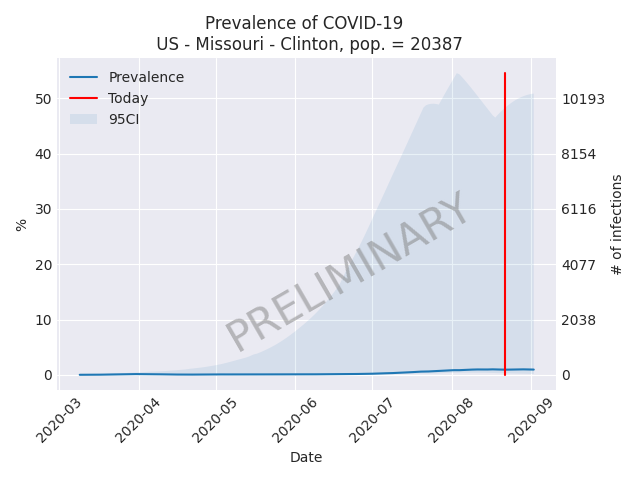 Prevalence of COVID-19
US - Missouri - Clinton, pop. = 20387
Prevalence
Today
95CI
PRELIMINARY
%
50
40
30
20
10
0
10193
8154
6116
4077
2038
0
# of infections
2020-03
2020-04
2020-05
2020-06
2020-07
2020-08
2020-09
Date